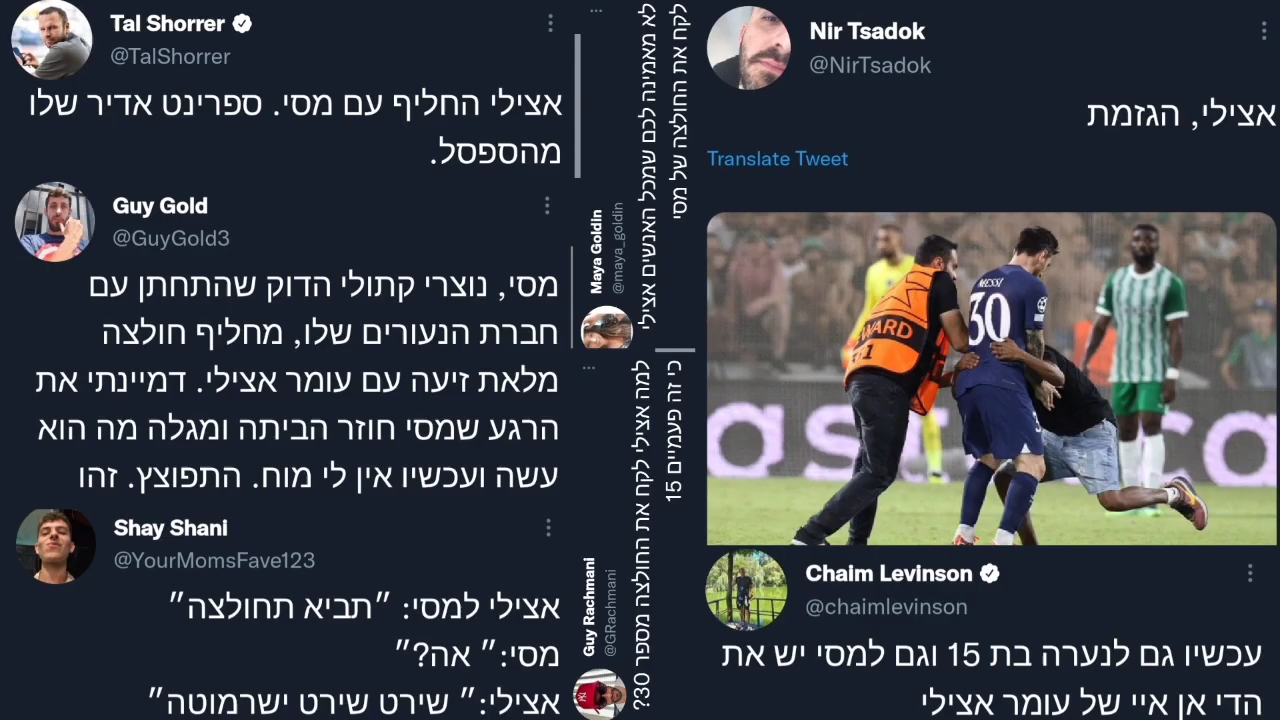 Tal Shorrer
@TalShorrer
אצילי החליף עם מסי. ספרינט אדיר שלו
מהספסל.
Guy Gold
@GuyGold3
מסי, נוצרי קתולי הדוק שהתחתן עם
חברת הנעורים שלו, מחליף חולצה
מלאת זיעה עם עומר אצילי. דמיינתי את
הרגע שמסי חוזר הביתה ומגלה מה הוא
עשה ועכשיו אין לי מוח. התפוצץ. זהו
Shay Shani
@YourMomsFave123
אצילי למסי: ״תביא תחולצה״
מסי:״ אה?״
אצילי:״ שירט שירט ישרמוטה״
Maya Goldin
@maya_goldin
לא מאמינה לכם שמכל האנשים אצילי
לקח את החולצה של מסי
Guy Rachmani
@GRachmani
למה אצילי לקח את החולצה מספר 30?
כי זה פעמיים 15
Nir Tsadok
@NirTsadok
אצילי, הגזמת
Translate Tweet
MESSI
30
WARD
asterca
Chaim Levinson
@chaimlevinson
עכשיו גם לנערה בת 15 וגם למסי יש את
הדי אן איי של עומר אצילי